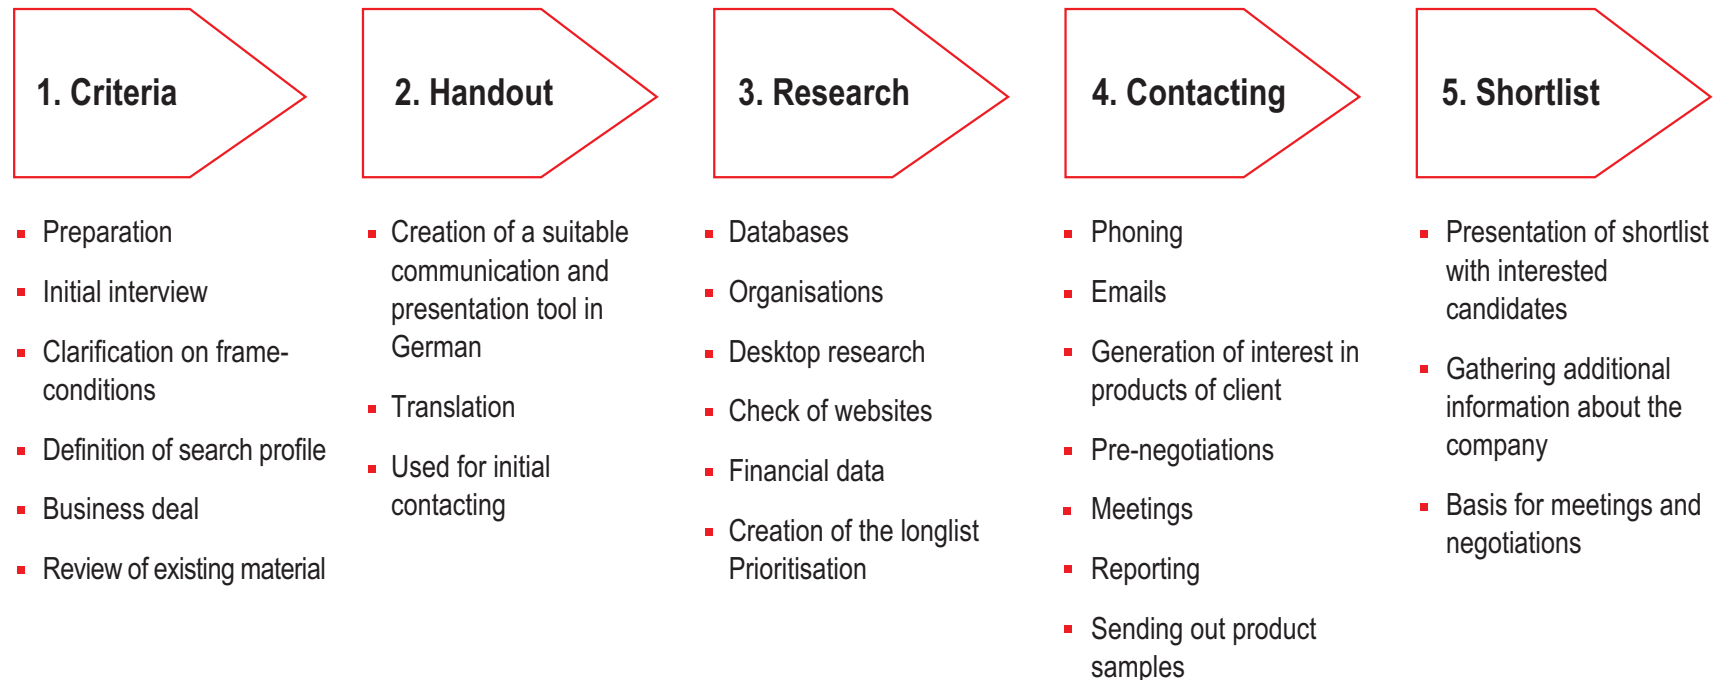 1. Criteria
Preparation
Initial interview
Clarification on frame-
conditions
Definition of search profile
Business deal
Review of existing material
2. Handout
Creation of a suitable
communication and
presentation tool in
German
Translation
Used for initial
contacting
3. Research
Databases
Organisations
Desktop research
Check of websites
Financial data
Creation of the longlist
Prioritisation
4. Contacting
Phoning
Emails
Generation of interest in
products of client
Pre-negotiations
Meetings
Reporting
Sending out product
samples
5. Shortlist
Presentation of shortlist
with interested
candidates
Gathering additional
information about the
company
Basis for meetings and
negotiations